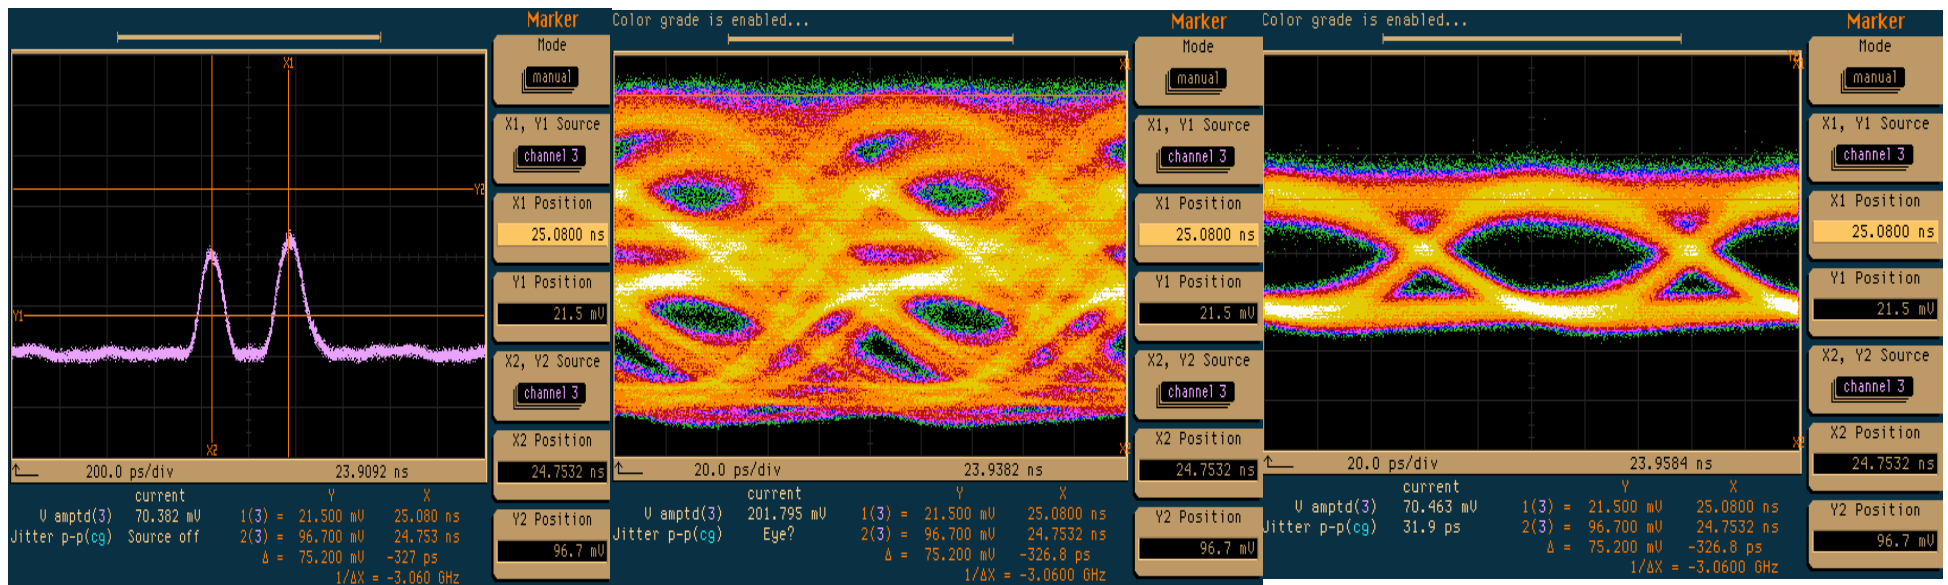 Marker
Mode
manual
X1, Y1 Source
channel 3
X1 Position
25.0800 ns
Y1 Position
21.5 mV
X2, Y2 Source
channel 3
X2 Position
24.7532 ns
Y2 Position
96.7 mV
X1
Y2
Y1
X2
200.0 ps/div 23.9092 ns
current Y X
V amptd(3) 70.382 mV 1(3) = 21.500 mV 25.080 ns
Jitter p-p(cg) Source off 2(3) = 96.700 mV 24.753 ns
Δ = 75.200 mV -327 ps
1/ΔX = -3.060 GHz
Color grade is enabled...
Marker
Mode
manual
X1, Y1 Source
channel 3
X1 Position
25.0800 ns
Y1 Position
21.5 mV
X2, Y2 Source
channel 3
X2 Position
24.7532 ns
Y2 Position
96.7 mV
20.0 ps/div 23.9382 ns
current Y X
V amptd(3) 201.795 mV 1(3) = 21.500 mV 25.0800 ns
Jitter p-p(cg) Eye? 2(3) = 96.700 mV 24.7532 ns
Δ = 75.200 mV -326.8 ps
1/ΔX = -3.0600 GHz
Color grade is enabled...
Marker
Mode
manual
X1, Y1 Source
channel 3
X1 Position
25.0800 ns
Y1 Position
21.5 mV
X2, Y2 Source
channel 3
X2 Position
24.7532 ns
Y2 Position
96.7 mV
20.0 ps/div 23.9584 ns
current Y X
V amptd(3) 70.463 mV 1(3) = 21.500 mV 25.0800 ns
Jitter p-p(cg) 31.9 ps 2(3) = 96.700 mV 24.7532 ns
Δ = 75.200 mV -326.8 ps
1/ΔX = -3.0600 GHz